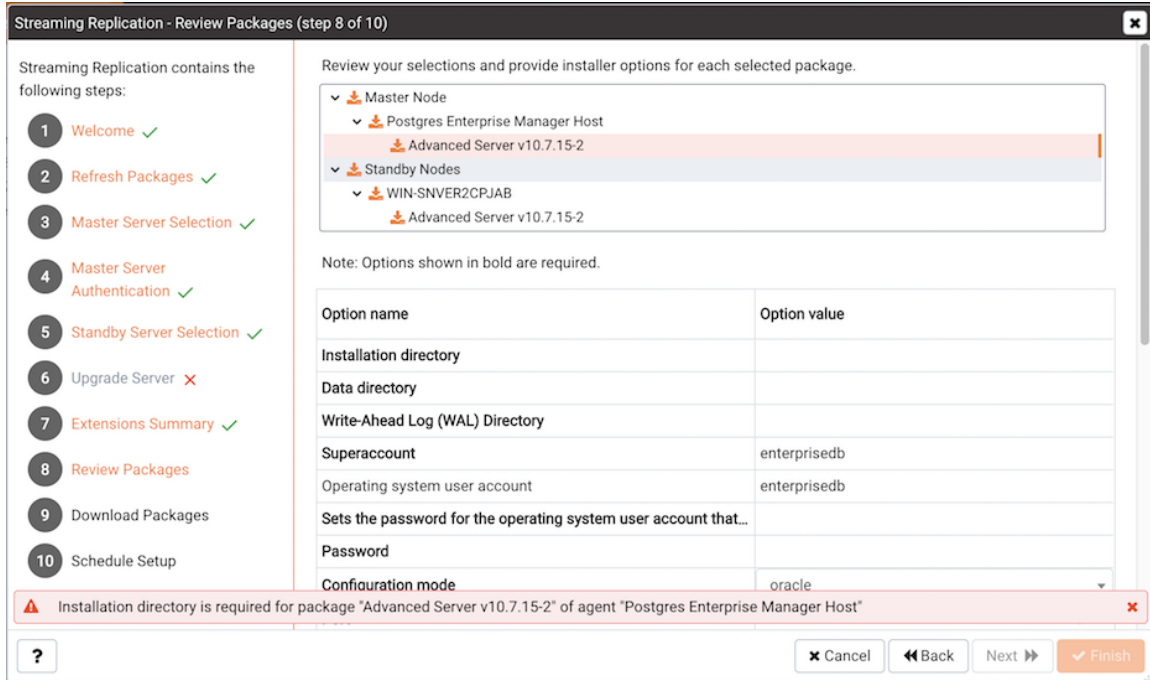 Streaming Replication - Review Packages (step 8 of 10)
Streaming Replication contains the
following steps:
1 Welcome
2 Refresh Packages
3 Master Server Selection
4 Master Server
Authentication
5 Standby Server Selection
6 Upgrade Server
7 Extensions Summary
8 Review Packages
9 Download Packages
10 Schedule Setup
Review your selections and provide installer options for each selected package.
Master Node
Postgres Enterprise Manager Host
Advanced Server v10.7.15-2
Standby Nodes
WIN-SNVER2CPJAB
Advanced Server v10.7.15-2
Note: Options shown in bold are required.
Option name Option value
Installation directory
Data directory
Write-Ahead Log (WAL) Directory
Superaccount enterprisedb
Operating system user account enterprisedb
Sets the password for the operating system user account that...
Password
Configuration mode oracle
Installation directory is required for package "Advanced Server v10.7.15-2" of agent "Postgres Enterprise Manager Host"
? Cancel Back Next Finish